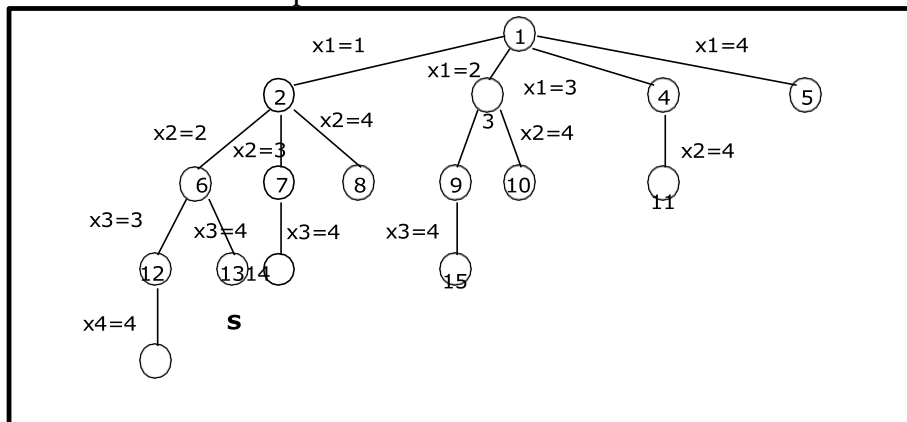 1
x1=1 x1=4
x1=2
x1=3
2 4 5
3
x2=2 x2=3 x2=4 x2=4
x2=4
6 7 8 9 10
11
x3=3 x3=4 x3=4 x3=4
12 13 14 15
x4=4 S